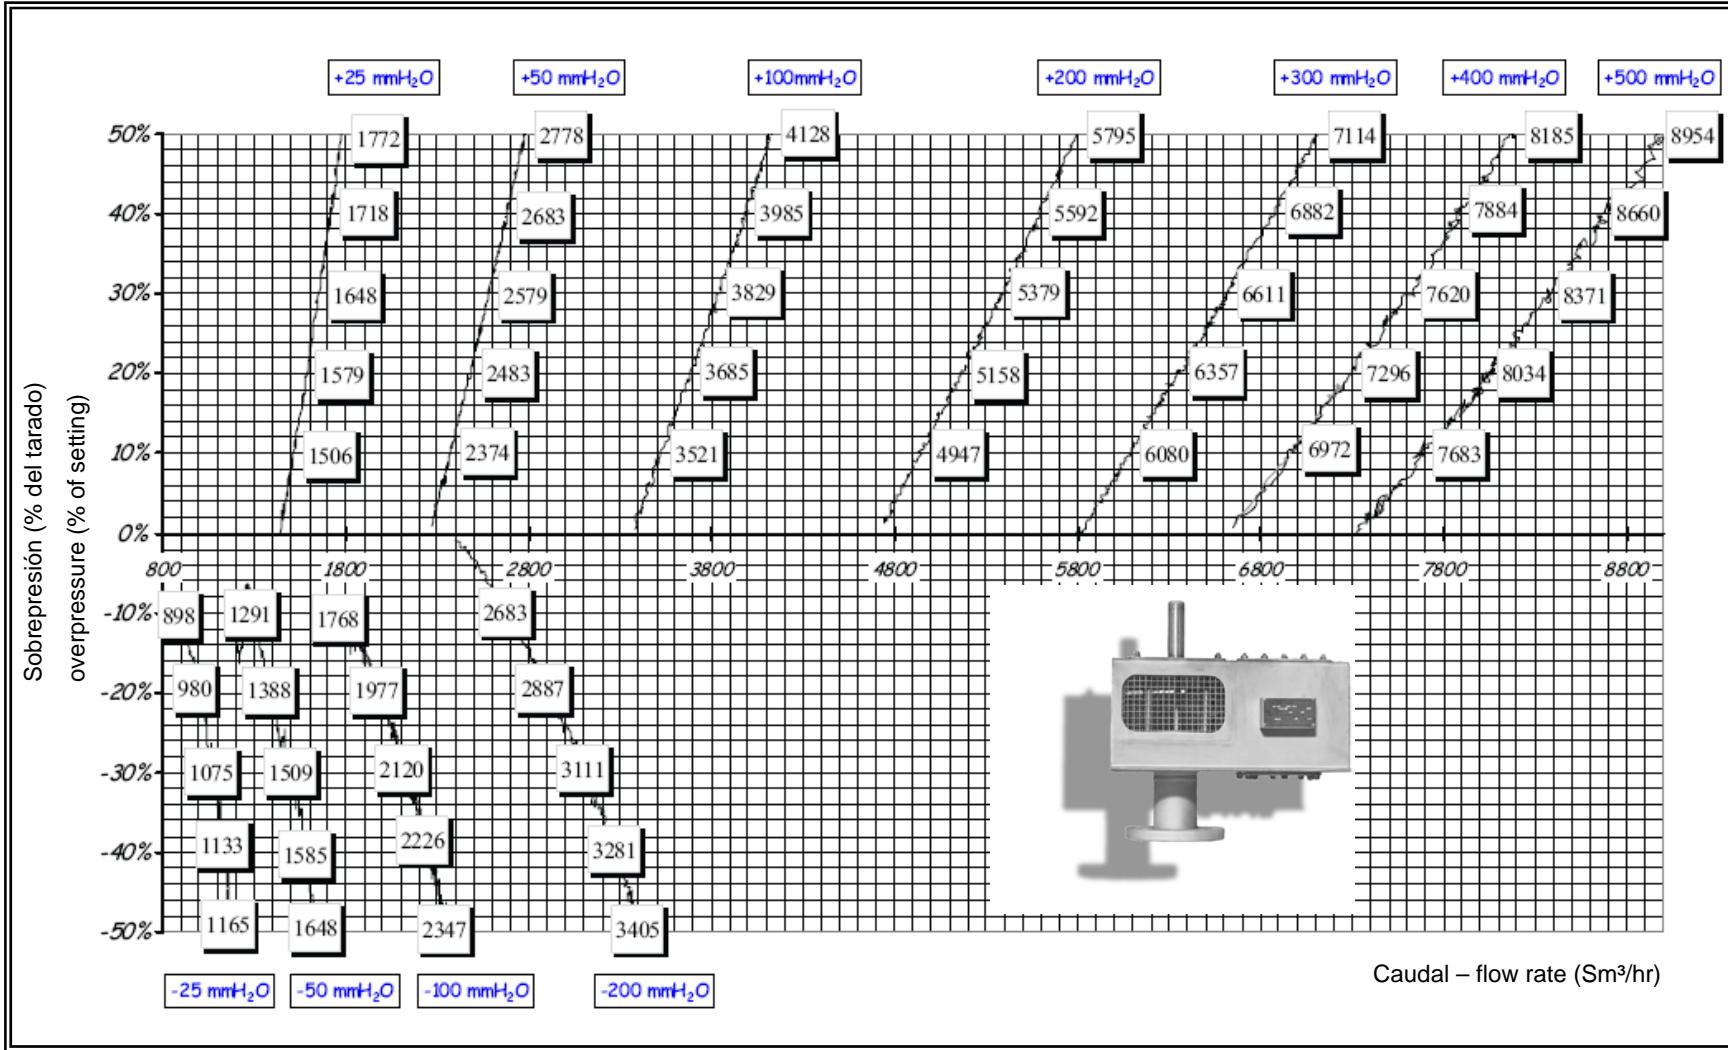 +25 mmH₂O +50 mmH₂O +100mmH₂O +200 mmH₂O +300 mmH₂O +400 mmH₂O +500 mmH₂O
50% 1772 2778 4128 5795 7114 8185 8954
40% 1718 2683 3985 5592 6882 7884 8660
30% 1648 2579 3829 5379 6611 7620 8371
20% 1579 2483 3685 5158 6357 7296 8034
10% 1506 2374 3521 4947 6080 6972 7683
0%
800 1800 2800 3800 4800 5800 6800 7800 8800
-10% 898 1291 1768 2683
-20% 980 1388 1977 2887
-30% 1075 1509 2120 3111
-40% 1133 1585 2226 3281
-50% 1165 1648 2347 3405
-25 mmH₂O -50 mmH₂O -100 mmH₂O -200 mmH₂O
Sobrepresión (% del tarado)
overpressure (% of setting)
Caudal – flow rate (Sm³/hr)